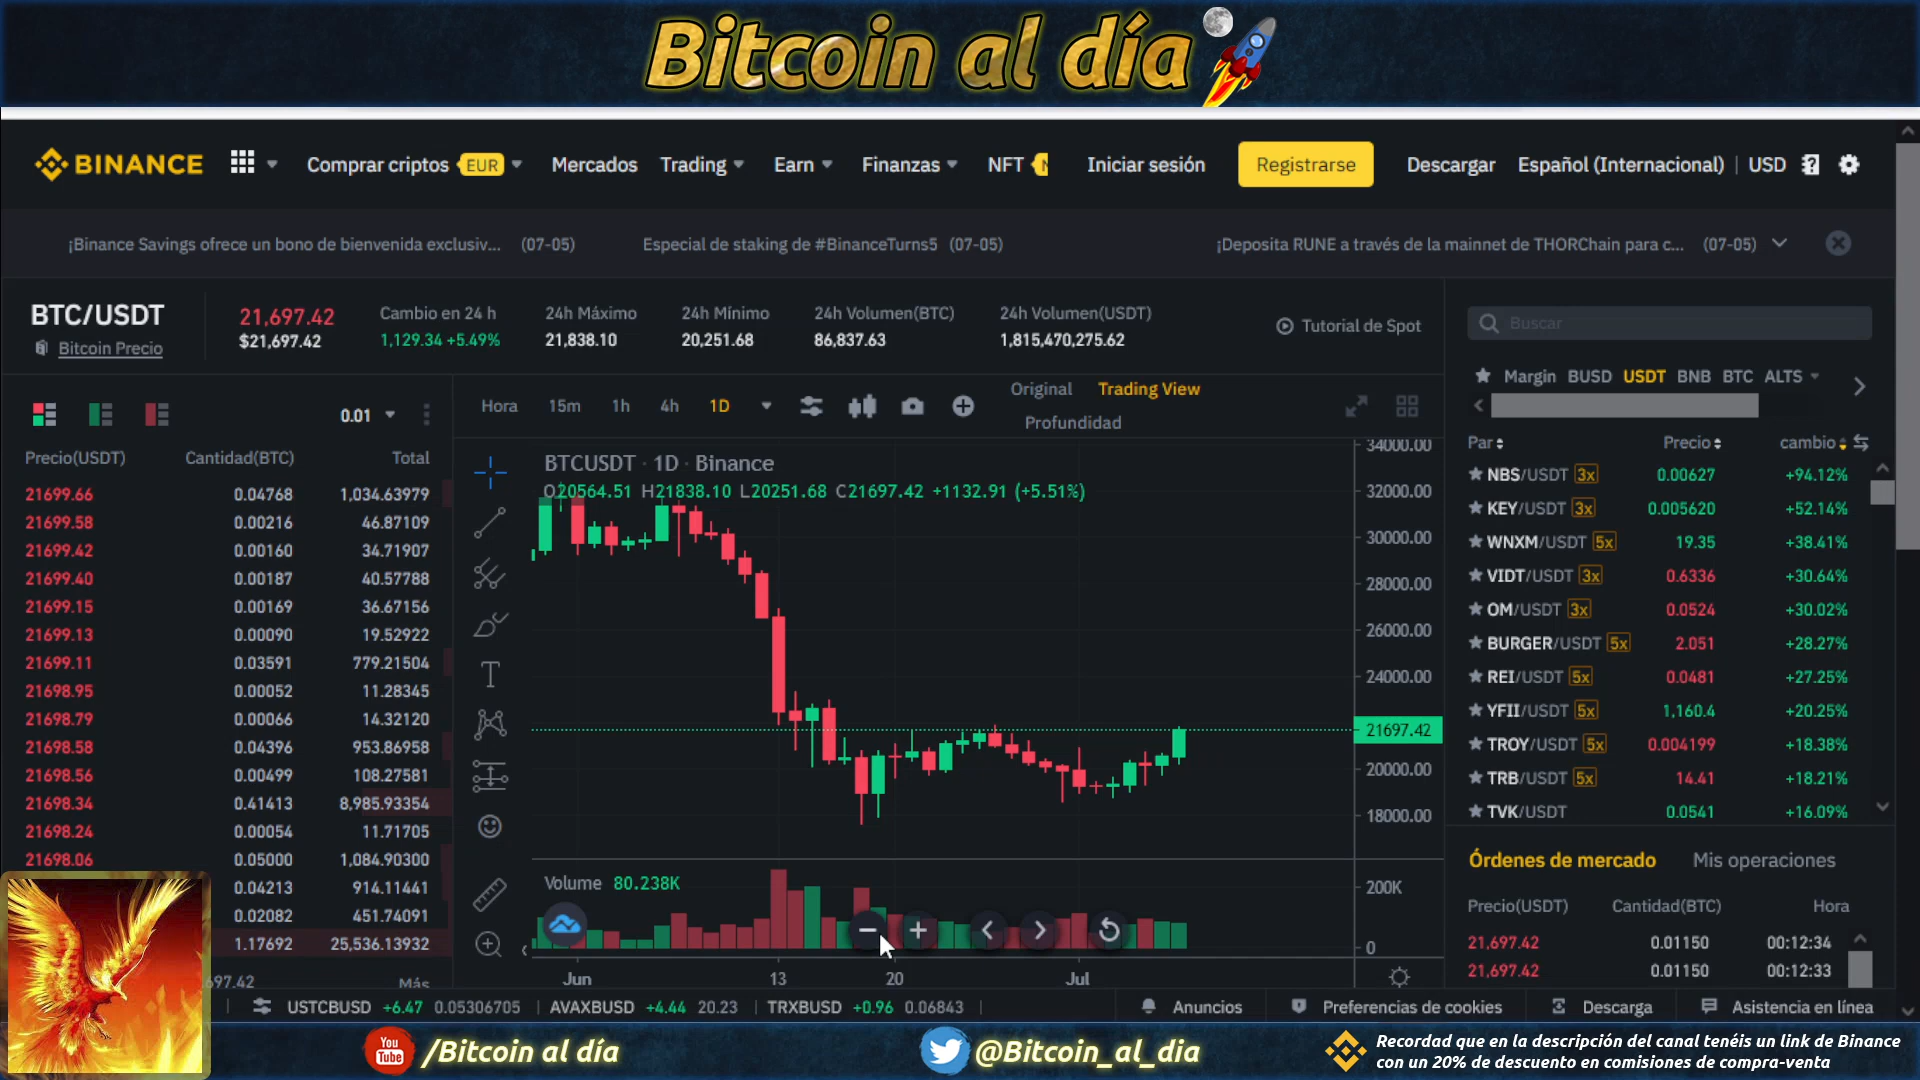 Bitcoin al día
BINANCE
Comprar criptos EUR
Mercados
Trading
Earn
Finanzas
NFT
Iniciar sesión
Registrarse
Descargar
Español (Internacional)
USD
¡Binance Savings ofrece un bono de bienvenida exclusiv... (07-05)
Especial de staking de #BinanceTurns5 (07-05)
¡Deposita RUNE a través de la mainnet de THORChain para c... (07-05)
BTC/USDT
Bitcoin Precio
21,697.42
$21,697.42
Cambio en 24 h
1,129.34 +5.49%
24h Máximo
21,838.10
24h Mínimo
20,251.68
24h Volumen(BTC)
86,837.63
24h Volumen(USDT)
1,815,470,275.62
Tutorial de Spot
0.01
Precio(USDT) Cantidad(BTC) Total
21699.66 0.04768 1,034.63979
21699.58 0.00216 46.87109
21699.42 0.00160 34.71907
21699.40 0.00187 40.57788
21699.15 0.00169 36.67156
21699.13 0.00090 19.52922
21699.11 0.03591 779.21504
21698.95 0.00052 11.28345
21698.79 0.00066 14.32120
21698.58 0.04396 953.86958
21698.56 0.00499 108.27581
21698.34 0.41413 8,985.93354
21698.24 0.00054 11.71705
21698.06 0.05000 1,084.90300
0.04213 914.11441
0.02082 451.74091
1.17692 25,536.13932
97.42 Más
Hora 15m 1h 4h 1D
Original
Trading View
Profundidad
BTCUSDT · 1D · Binance
O20564.51 H21838.10 L20251.68 C21697.42 +1132.91 (+5.51%)
34000.00
32000.00
30000.00
28000.00
26000.00
24000.00
21697.42
20000.00
18000.00
Volume 80.238K
200K
0
Jun 13 20 Jul
Buscar
Margin BUSD USDT BNB BTC ALTS
Par Precio cambio
NBS/USDT 3x 0.00627 +94.12%
KEY/USDT 3x 0.005620 +52.14%
WNXM/USDT 5x 19.35 +38.41%
VIDT/USDT 3x 0.6336 +30.64%
OM/USDT 3x 0.0524 +30.02%
BURGER/USDT 5x 2.051 +28.27%
REI/USDT 5x 0.0481 +27.25%
YFII/USDT 5x 1,160.4 +20.25%
TROY/USDT 5x 0.004199 +18.38%
TRB/USDT 5x 14.41 +18.21%
TVK/USDT 0.0541 +16.09%
Órdenes de mercado
Mis operaciones
Precio(USDT) Cantidad(BTC) Hora
21,697.42 0.01150 00:12:34
21,697.42 0.01150 00:12:33
USTCBUSD +6.47 0.05306705
AVAXBUSD +4.44 20.23
TRXBUSD +0.96 0.06843
Anuncios
Preferencias de cookies
Descarga
Asistencia en línea
You
Tube
/Bitcoin al día
@Bitcoin_al_dia
Recordad que en la descripción del canal tenéis un link de Binance
con un 20% de descuento en comisiones de compra-venta